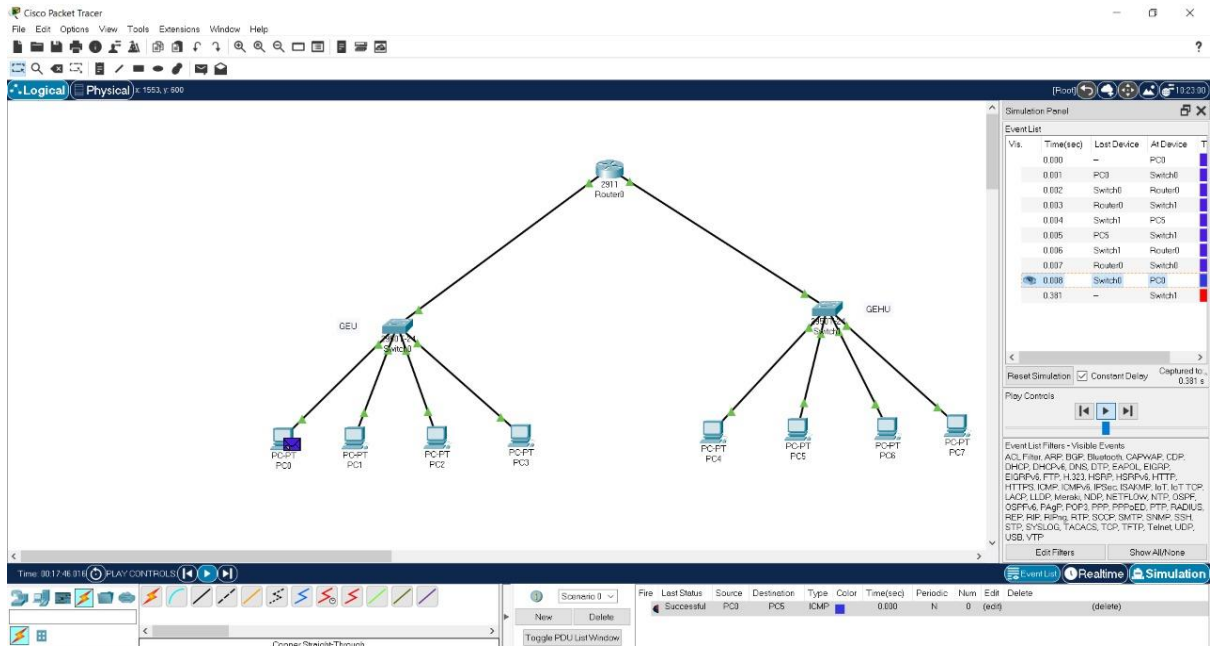 Cisco Packet Tracer
File Edit Options View Tools Extensions Window Help
?
Logical Physical x: 1553, y: 600
[Root] 10:23:00
Simulation Panel
Event List
Vis. Time(sec) Last Device At Device T
0.000 -- PC0
0.001 PC0 Switch0
0.002 Switch0 Router0
0.003 Router0 Switch1
0.004 Switch1 PC5
0.005 PC5 Switch1
0.006 Switch1 Router0
0.007 Router0 Switch0
0.008 Switch0 PC0
0.381 -- Switch1
Reset Simulation Constant Delay Captured to
0.381 s
Play Controls
Event List Filters - Visible Events
ACL Filter, ARP, BGP, Bluetooth, CAPWAP, CDP,
DHCP, DHCPv6, DNS, DTP, EAPOL, EIGRP,
EIGRPv6, FTP, H.323, HSRP, HSRPv6, HTTP,
HTTPS, ICMP, ICMPv6, IPSec, ISAKMP, IoT, IoT TCP,
LACP, LLDP, Meraki, NDP, NETFLOW, NTP, OSPF,
OSPFv6, PAgP, POP3, PPP, PPPoED, PTP, RADIUS,
REP, RIP, RIPng, RTP, SCCP, SMTP, SNMP, SSH,
STP, SYSLOG, TACACS, TCP, TFTP, Telnet, UDP,
USB, VTP
Edit Filters Show All/None
2911
Router0
GEU
Switch0
GEHU
PC-PT
PC0
PC-PT
PC1
PC-PT
PC2
PC-PT
PC3
PC-PT
PC4
PC-PT
PC5
PC-PT
PC6
PC-PT
PC7
Time: 00:17:46.016 PLAY CONTROLS
Event List Realtime Simulation
Copper Straight-Through
Scenario 0
New Delete
Toggle PDU List Window
Fire Last Status Source Destination Type Color Time(sec) Periodic Num Edit Delete
Successful PC0 PC5 ICMP 0.000 N 0 (edit) (delete)